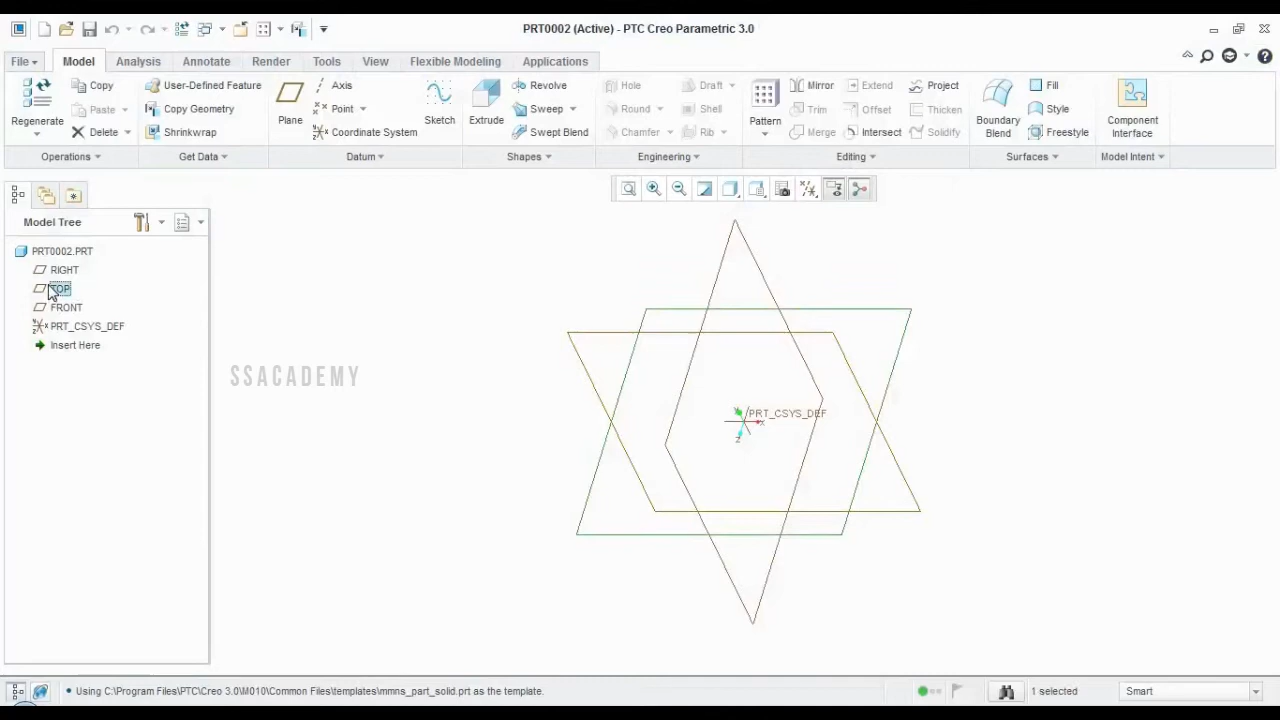 PRT0002 (Active) - PTC Creo Parametric 3.0
File Model Analysis Annotate Render Tools View Flexible Modeling Applications
Regenerate Copy Paste Delete
User-Defined Feature Copy Geometry Shrinkwrap
Plane Axis Point Coordinate System Sketch
Extrude Revolve Sweep Swept Blend
Hole Round Chamfer Draft Shell Rib
Pattern Mirror Trim Merge Extend Offset Intersect Project Thicken Solidify
Boundary Blend Fill Style Freestyle
Component Interface
Operations Get Data Datum Shapes Engineering Editing Surfaces Model Intent
Model Tree
PRT0002.PRT
RIGHT
TOP
FRONT
PRT_CSYS_DEF
Insert Here
SSACADEMY
PRT_CSYS_DEF
Y
X
Z
• Using C:\Program Files\PTC\Creo 3.0\M010\Common Files\templates\mmns_part_solid.prt as the template.
1 selected
Smart